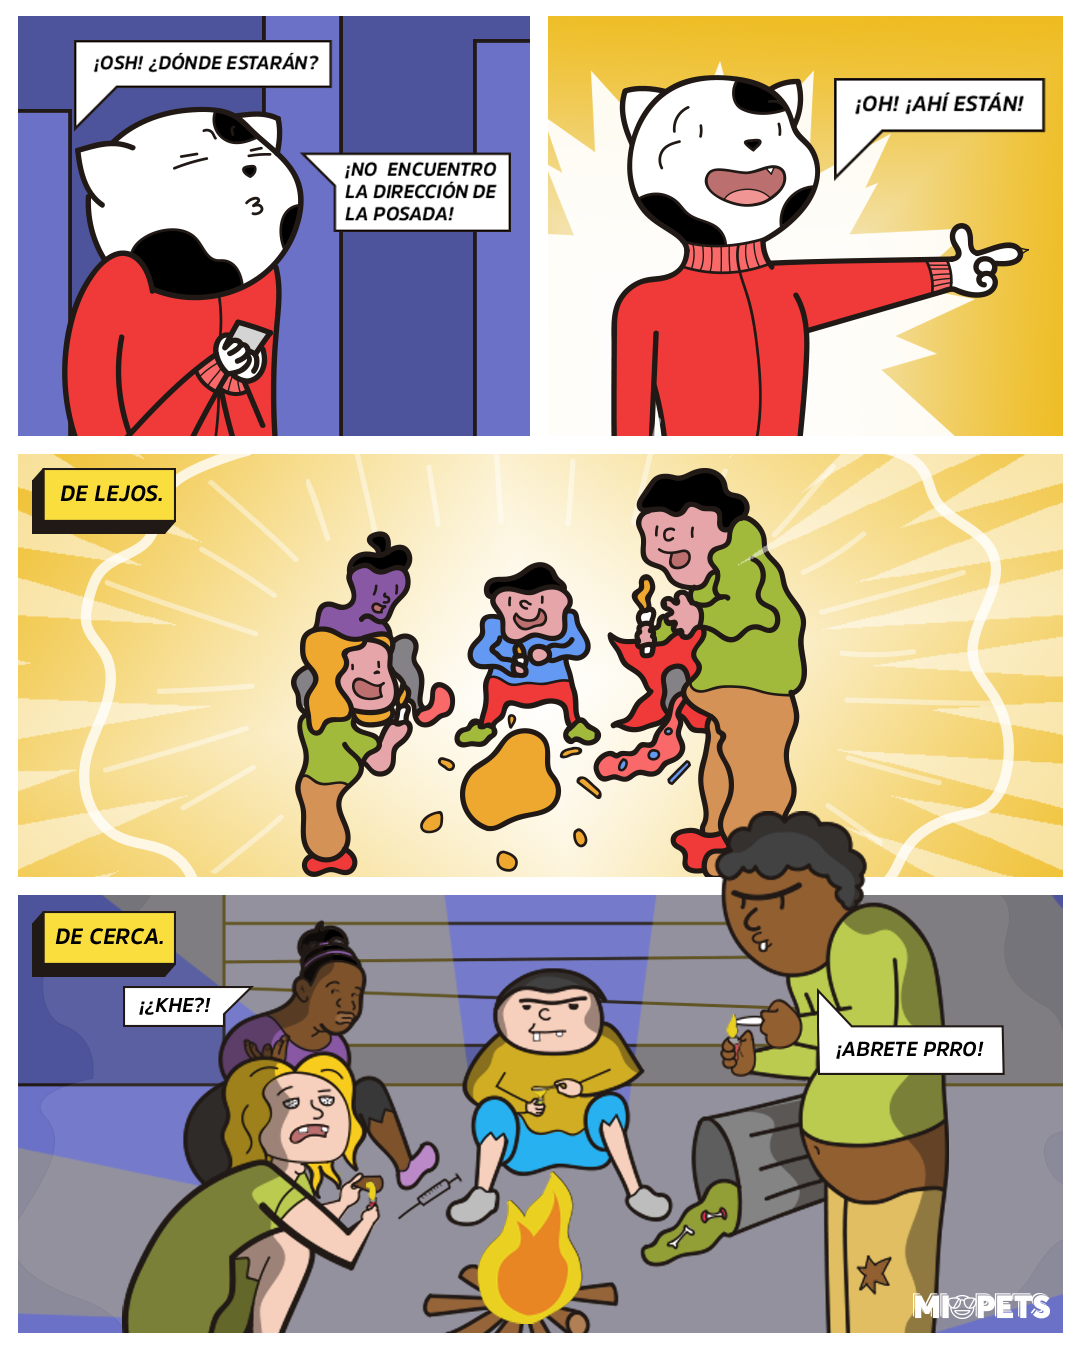 ¡OSH! ¿DÓNDE ESTARÁN?
¡NO ENCUENTRO
LA DIRECCIÓN DE
LA POSADA!
¡OH! ¡AHÍ ESTÁN!
DE LEJOS.
DE CERCA.
¡¿KHE?!
¡ABRETE PRRO!
MIOPETS